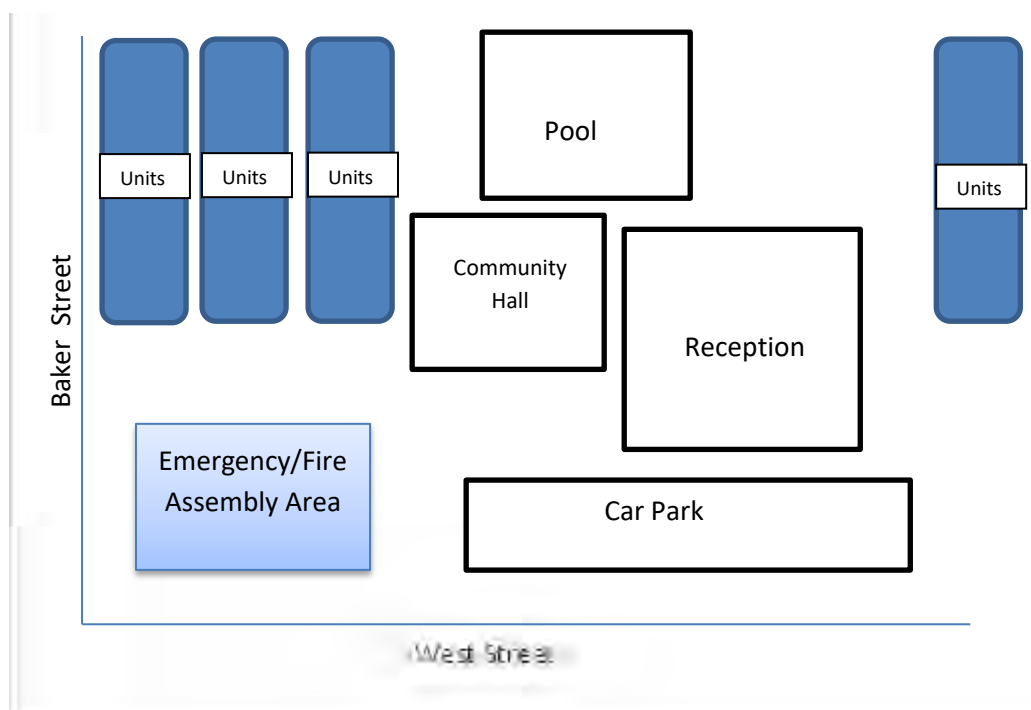 Pool
Units
Units
Units
Units
Community
Hall
Baker Street
Reception
Emergency/Fire
Assembly Area
Car Park
West Street